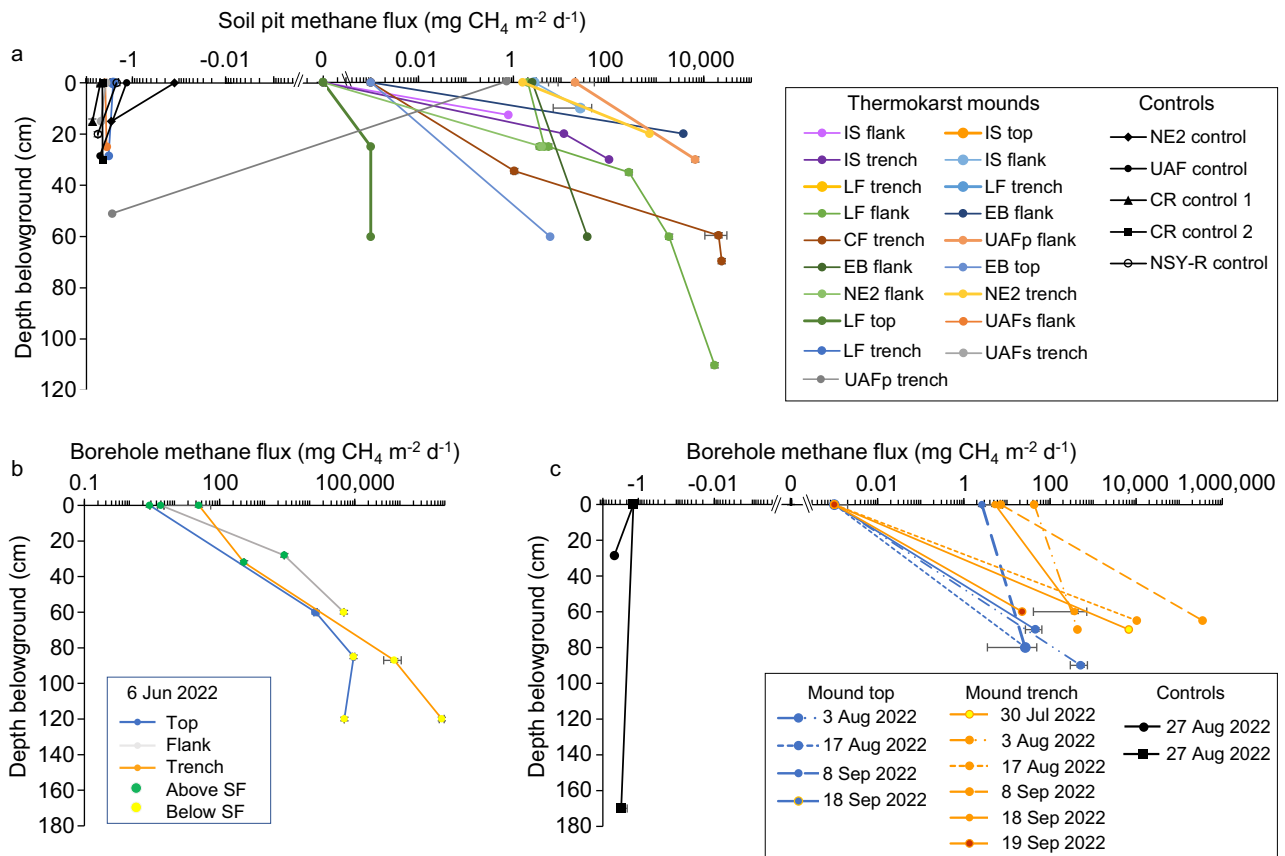 Soil pit methane flux (mg CH₄ m⁻² d⁻¹)
a
-1 -0.01 0 0.01 1 100 10,0000
Depth belowground (cm)
0
20
40
60
80
100
120
Thermokarst mounds Controls
IS flank IS top NE2 control
IS trench IS flank UAF control
LF trench LF trench CR control 1
LF flank EB flank CR control 2
CF trench UAFp flank NSY-R control
EB flank EB top
NE2 flank NE2 trench
LF top UAFs flank
LF trench UAFs trench
UAFp trench
Borehole methane flux (mg CH₄ m⁻² d⁻¹)
b
0.1 100 100,000
Depth belowground (cm)
0
20
40
60
80
100
120
140
160
180
6 Jun 2022
Top
Flank
Trench
Above SF
Below SF
Borehole methane flux (mg CH₄ m⁻² d⁻¹)
c
-1 -0.01 0 0.01 1 100 10,0000 1,000,000
Depth belowground (cm)
0
20
40
60
80
100
120
140
160
180
Mound top Mound trench Controls
3 Aug 2022 30 Jul 2022 27 Aug 2022
17 Aug 2022 3 Aug 2022 27 Aug 2022
8 Sep 2022 17 Aug 2022
18 Sep 2022 8 Sep 2022
18 Sep 2022
19 Sep 2022